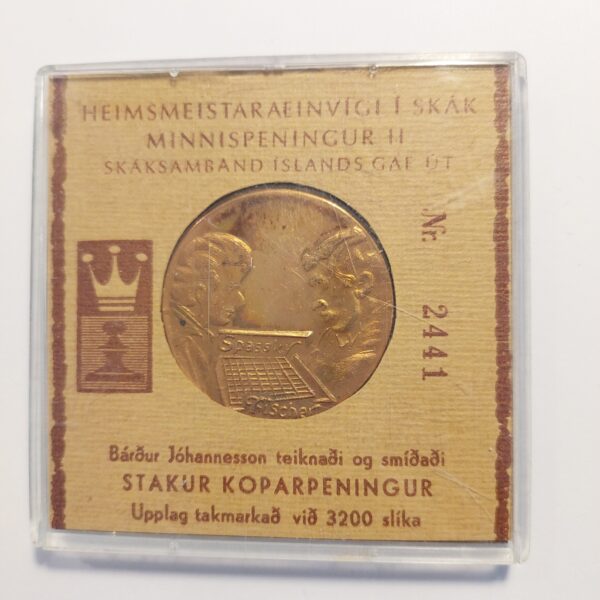 HEIMSMEISTARAEINVÍGI Í SKÁK
MINNISPENINGUR II
SKÁKSAMBAND ÍSLANDS GAF ÚT
Nr. 2441
Spasský
Fischer
Bárður Jóhannesson teiknaði og smíðaði
STAKUR KOPARPENINGUR
Upplag takmarkað við 3200 slíka